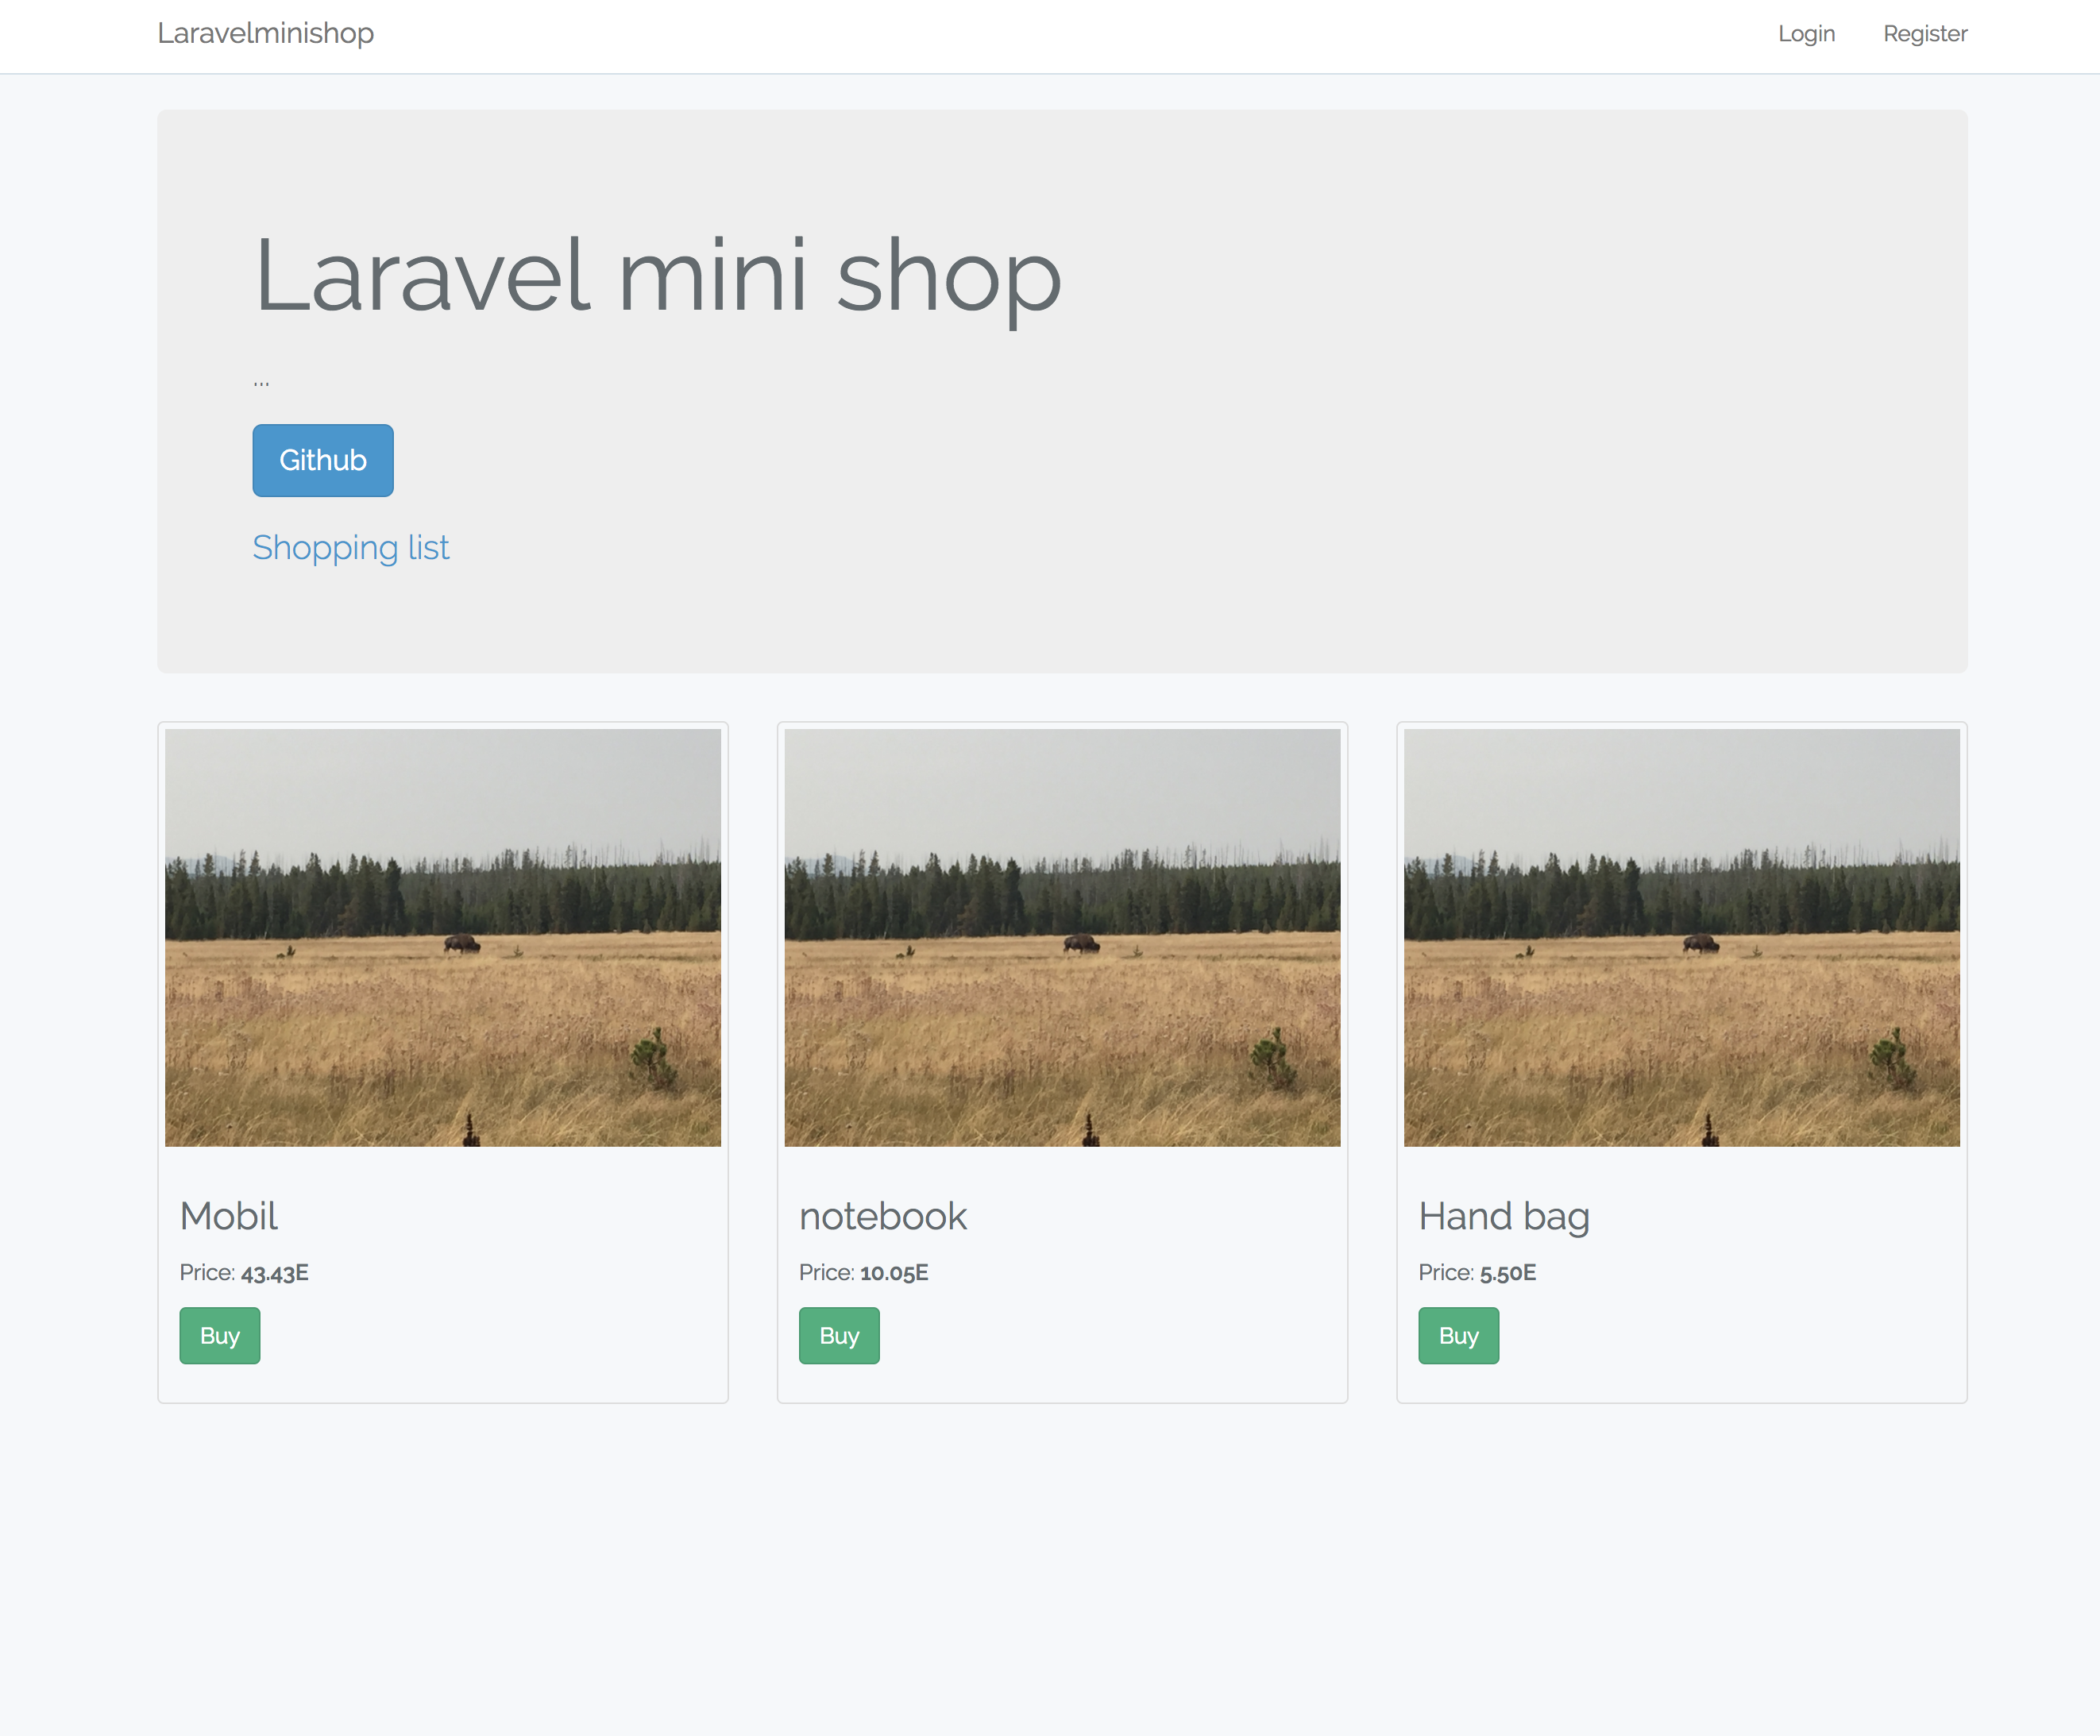 Laravelminishop
Login
Register
Laravel mini shop
...
Github
Shopping list
Mobil
Price: 43.43E
Buy
notebook
Price: 10.05E
Buy
Hand bag
Price: 5.50E
Buy